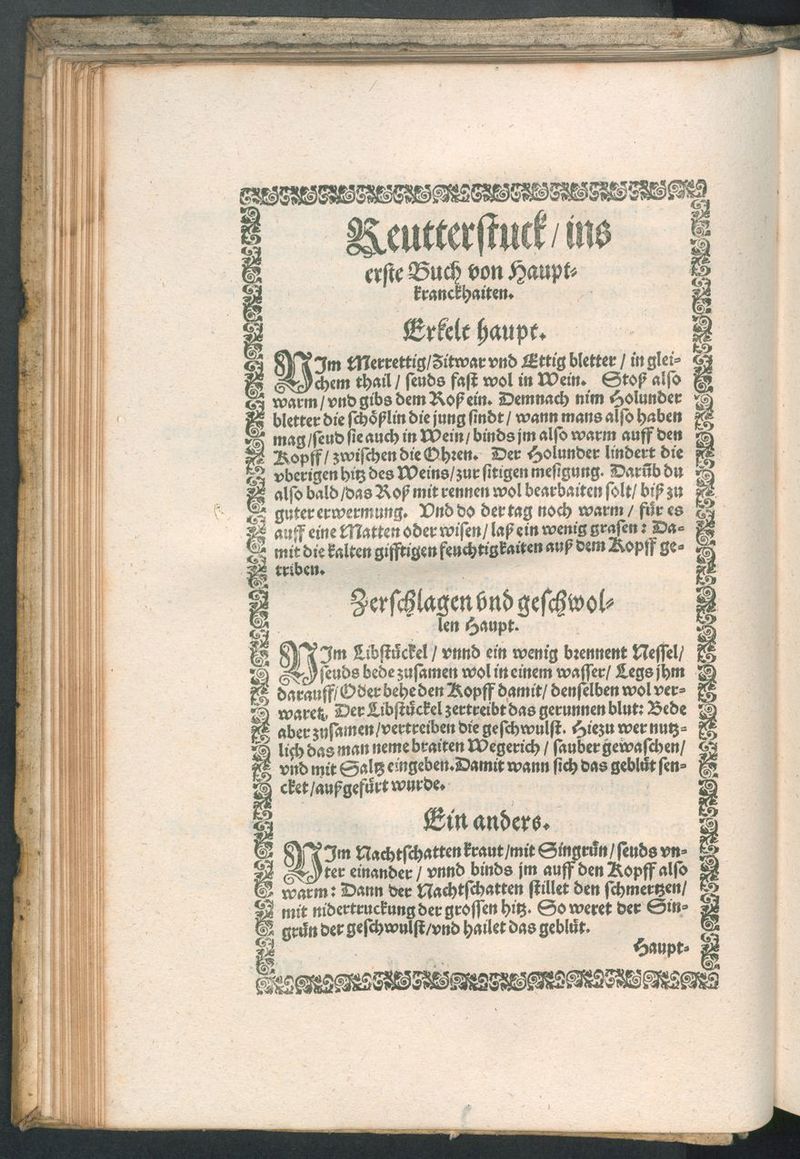 Reutterstuck / ins
erste Buch von Haupt-
kranckhaiten.
Erkelt haupt.
NIm Merrettig / Zitwar vnd Ettig bletter / in glei-
chem thail / seuds fast wol in Wein. Stoß also
warm / vnd gibs dem Roß ein. Demnach nim Holunder
bletter die schößlin die jung sindt / wann mans also haben
mag / seud sie auch in Wein / binds jm also warm auff den
Kopff / zwischen die Ohren. Der Holunder lindert die
vberigen hitz des Weins / zur sitigen mesigung. Darũb du
also bald / das Roß mit rennen wol bearbaiten solt / biß zu
guter erwermung. Vnd do der tag noch warm / für es
auff eine Matten oder wisen / laß ein wenig grasen: Da-
mit die kalten gifftigen feuchtigkaiten auß dem Kopff ge-
triben.
Zerschlagen vnd geschwol-
len Haupt.
NIm Libstückel / vnnd ein wenig brennent Nessel /
seuds bede zusamen wol in einem wasser / Legs jhm
darauff / Oder behe den Kopff damit / denselben wol ver-
waret. Der Libstückel zertreibt das gerunnen blut: Bede
aber zusamen / vertreiben die geschwulst. Hiezu wer nutz-
lich das man neme braiten Wegerich / sauber gewaschen /
vnd mit Saltz eingeben. Damit wann sich das geblüt sen-
cket / außgefürt wurde.
Ein anders.
NIm Nachtschatten kraut / mit Singrün / seuds vn-
ter einander / vnnd binds jm auff den Kopff also
warm: Dann der Nachtschatten stillet den schmertzen /
mit nidertruckung der grossen hitz. So weret der Sin-
grün der geschwulst / vnd hailet das geblüt.
Haupt-